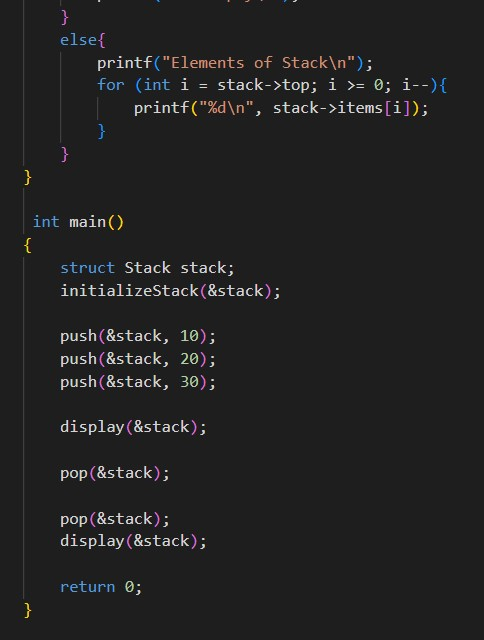 }
else{
printf("Elements of Stack\n");
for (int i = stack->top; i >= 0; i--){
printf("%d\n", stack->items[i]);
}
}
}
int main()
{
struct Stack stack;
initializeStack(&stack);
push(&stack, 10);
push(&stack, 20);
push(&stack, 30);
display(&stack);
pop(&stack);
pop(&stack);
display(&stack);
return 0;
}